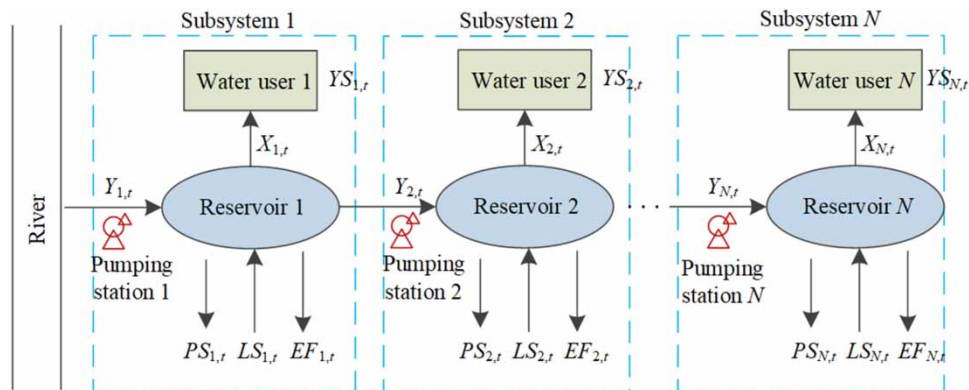 Subsystem 1
Subsystem 2
Subsystem N
Water user 1
YS1,t
Water user 2
YS2,t
Water user N
YSN,t
X1,t
X2,t
XN,t
River
Y1,t
Reservoir 1
Y2,t
Reservoir 2
. . .
YN,t
Reservoir N
Pumping
station 1
Pumping
station 2
Pumping
station N
PS1,t
LS1,t
EF1,t
PS2,t
LS2,t
EF2,t
PSN,t
LSN,t
EFN,t